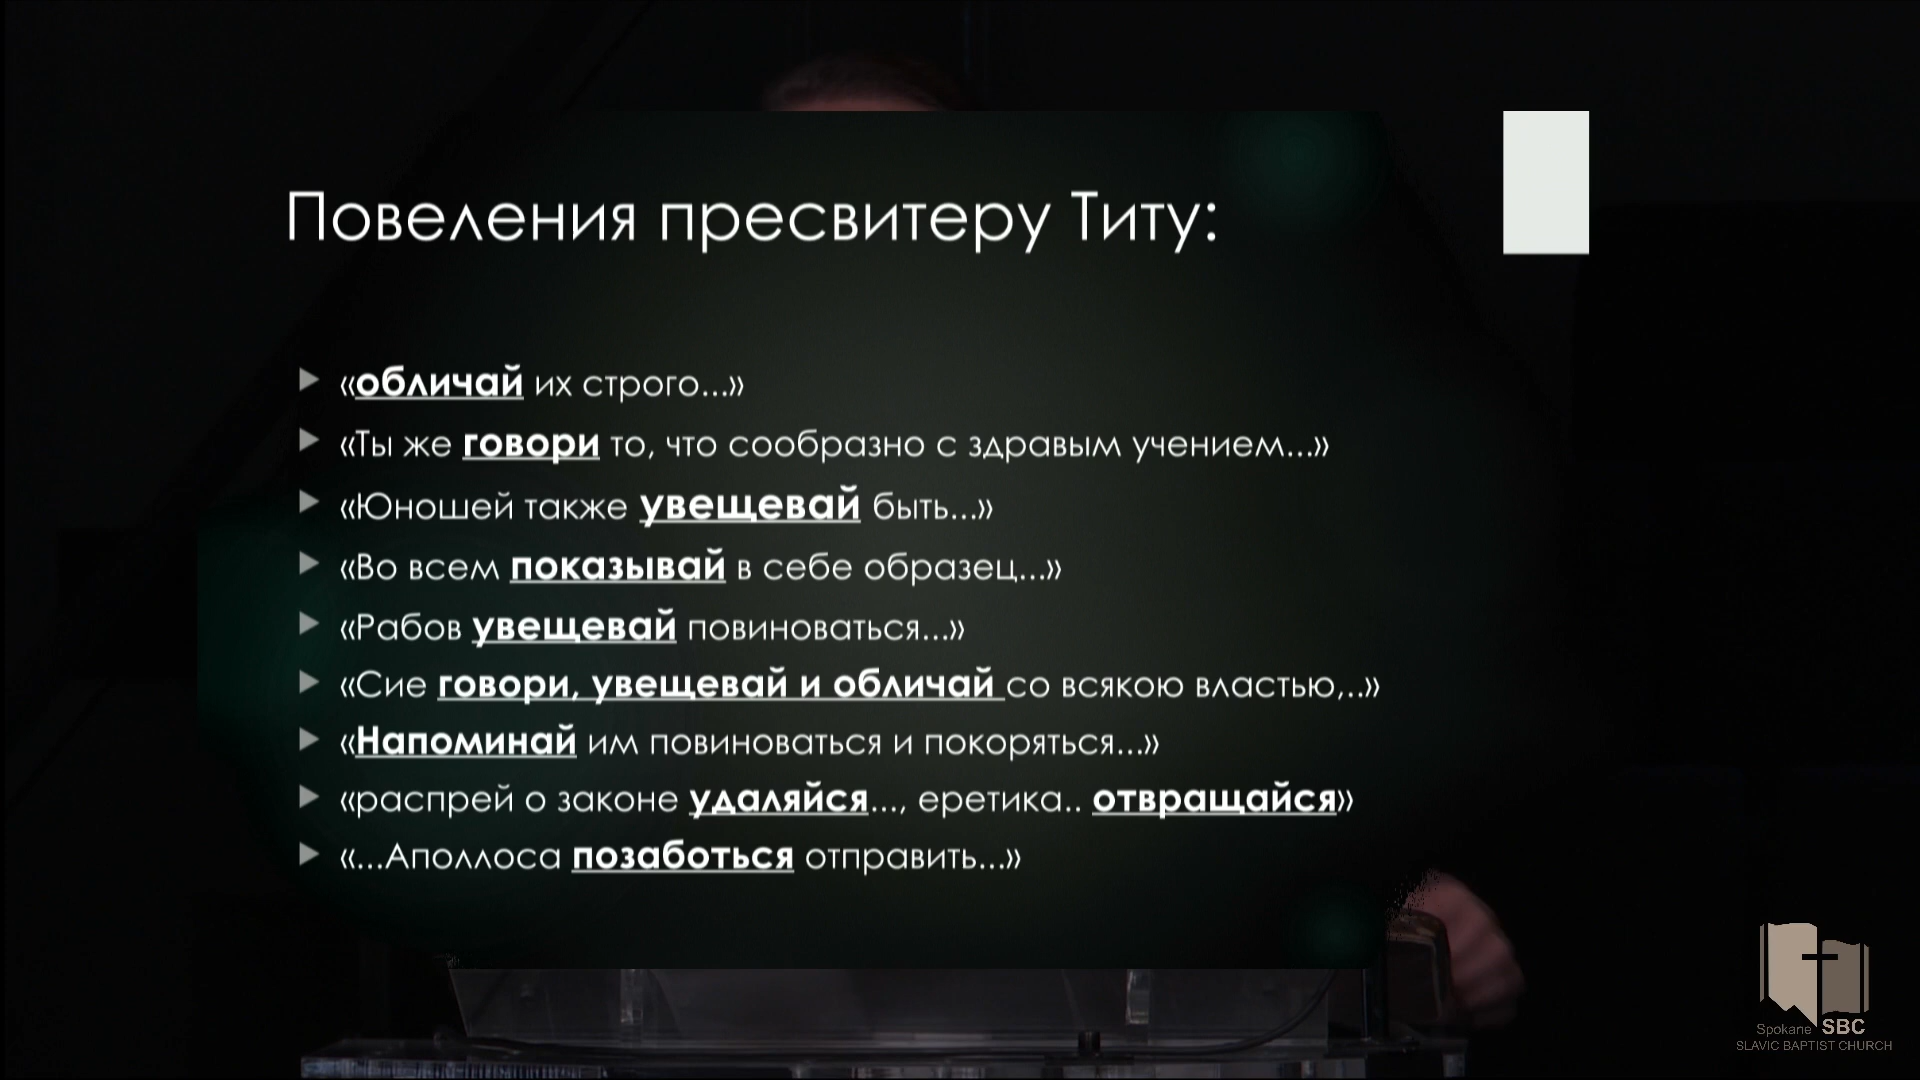 Повеления пресвитеру Титу:
«обличай их строго...»
«Ты же говори то, что сообразно с здравым учением...»
«Юношей также увещевай быть...»
«Во всем показывай в себе образец...»
«Рабов увещевай повиноваться...»
«Сие говори, увещевай и обличай со всякою властью,..»
«Напоминай им повиноваться и покоряться...»
«распрей о законе удаляйся..., еретика.. отвращайся»
«...Аполлоса позаботься отправить...»
Spokane SBC
SLAVIC BAPTIST CHURCH